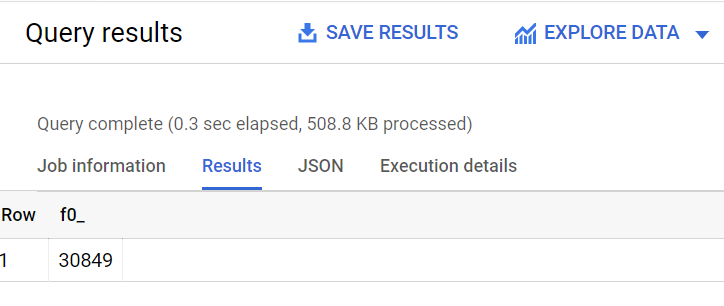 Query results SAVE RESULTS EXPLORE DATA
Query complete (0.3 sec elapsed, 508.8 KB processed)
Job information Results JSON Execution details
Row f0_
1 30849